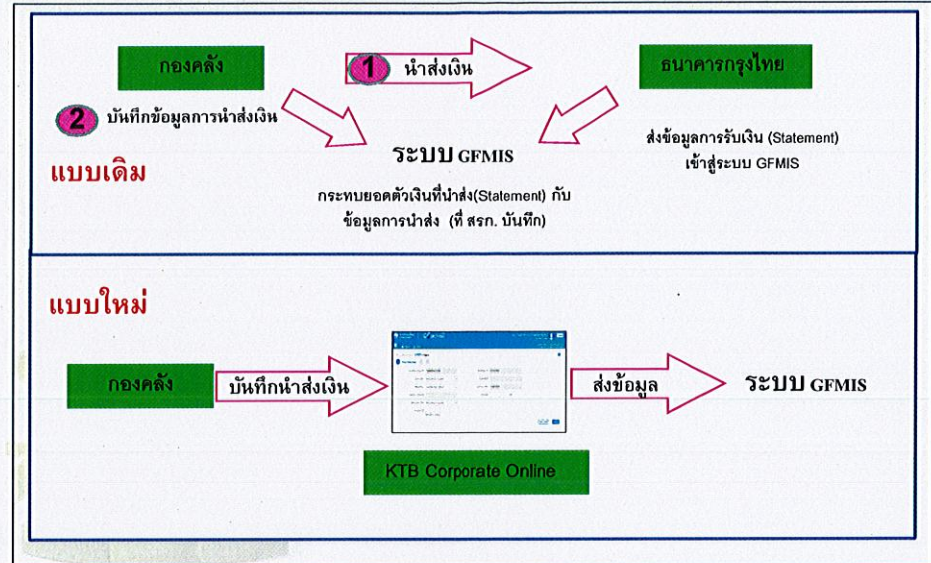 กองคลัง
1 นำส่งเงิน
ธนาคารกรุงไทย
2 บันทึกข้อมูลการนำส่งเงิน
ส่งข้อมูลการรับเงิน (Statement)
เข้าสู่ระบบ GFMIS
ระบบ GFMIS
แบบเดิม
กระทบยอดตัวเงินที่นำส่ง(Statement) กับ
ข้อมูลการนำส่ง (ที่ สรก. บันทึก)
แบบใหม่
กองคลัง
บันทึกนำส่งเงิน
ส่งข้อมูล
ระบบ GFMIS
KTB Corporate Online